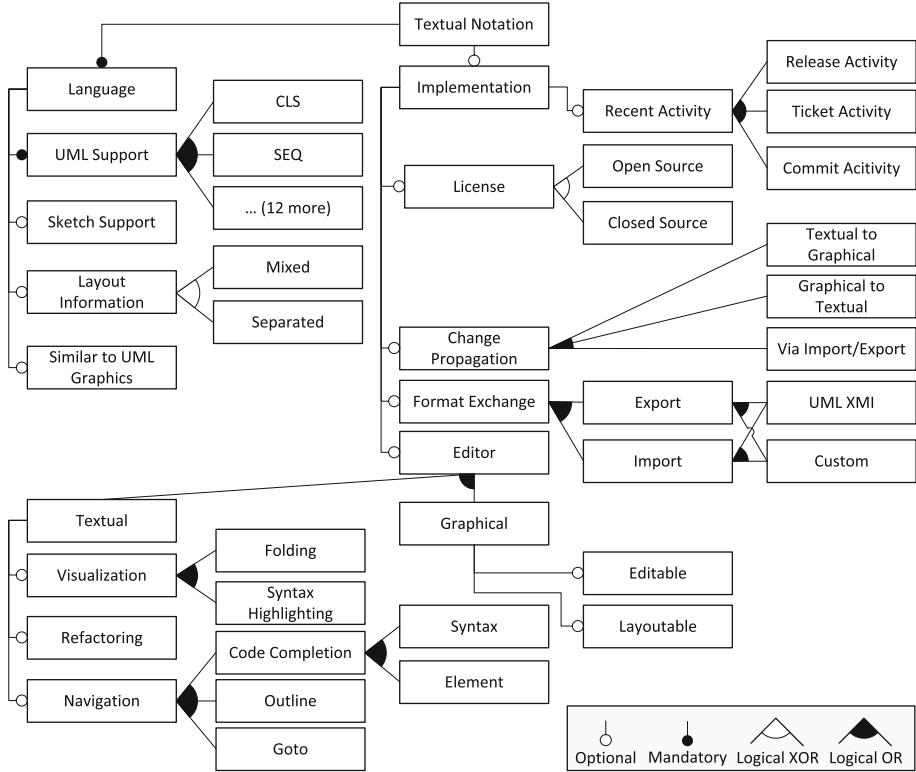 Textual Notation
Language
Implementation
Release Activity
CLS
Recent Activity
Ticket Activity
UML Support
SEQ
Open Source
Commit Acitivity
License
... (12 more)
Sketch Support
Closed Source
Textual to
Graphical
Mixed
Layout
Information
Graphical to
Textual
Separated
Change
Propagation
Via Import/Export
Similar to UML
Graphics
Format Exchange
Export
UML XMI
Editor
Import
Custom
Textual
Graphical
Folding
Visualization
Editable
Syntax
Highlighting
Syntax
Layoutable
Refactoring
Code Completion
Element
Navigation
Outline
Goto
Optional
Mandatory
Logical XOR
Logical OR